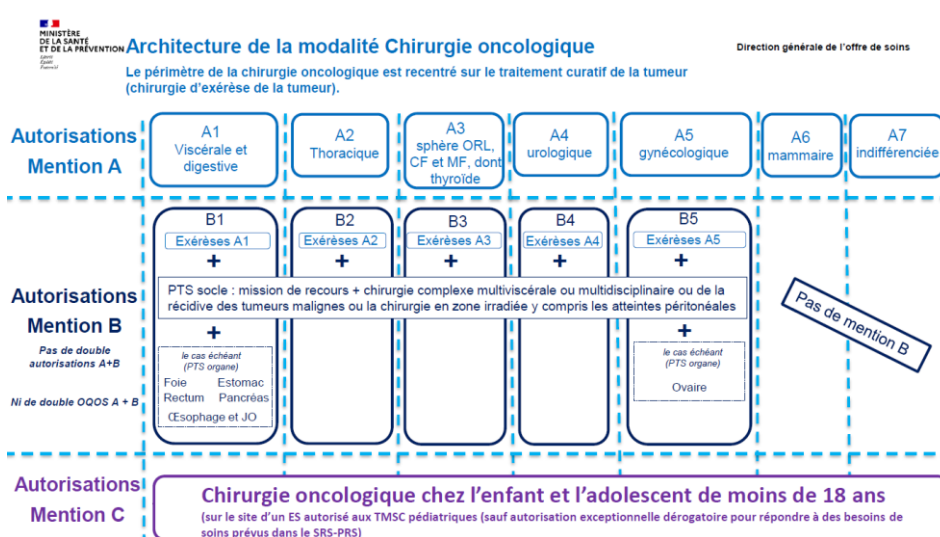 MINISTÈRE
DE LA SANTÉ
ET DE LA PRÉVENTION
Liberté
Égalité
Fraternité
Architecture de la modalité Chirurgie oncologique
Direction générale de l'offre de soins
Le périmètre de la chirurgie oncologique est recentré sur le traitement curatif de la tumeur
(chirurgie d'exérèse de la tumeur).
Autorisations
Mention A
A1
Viscérale et
digestive
A2
Thoracique
A3
sphère ORL,
CF et MF, dont
thyroïde
A4
urologique
A5
gynécologique
A6
mammaire
A7
indifférenciée
Autorisations
Mention B
Pas de double
autorisations A+B
Ni de double OQOS A + B
B1
Exérèses A1
+
B2
Exérèses A2
+
B3
Exérèses A3
+
B4
Exérèses A4
+
B5
Exérèses A5
+
PTS socle : mission de recours + chirurgie complexe multiviscérale ou multidisciplinaire ou de la
récidive des tumeurs malignes ou la chirurgie en zone irradiée y compris les atteintes péritonéales
+
le cas échéant
(PTS organe)
Foie Estomac
Rectum Pancréas
Œsophage et JO
+
le cas échéant
(PTS organe)
Ovaire
Pas de mention B
Autorisations
Mention C
Chirurgie oncologique chez l'enfant et l'adolescent de moins de 18 ans
(sur le site d'un ES autorisé aux TMSC pédiatriques (sauf autorisation exceptionnelle dérogatoire pour répondre à des besoins de
soins prévus dans le SRS-PRS)